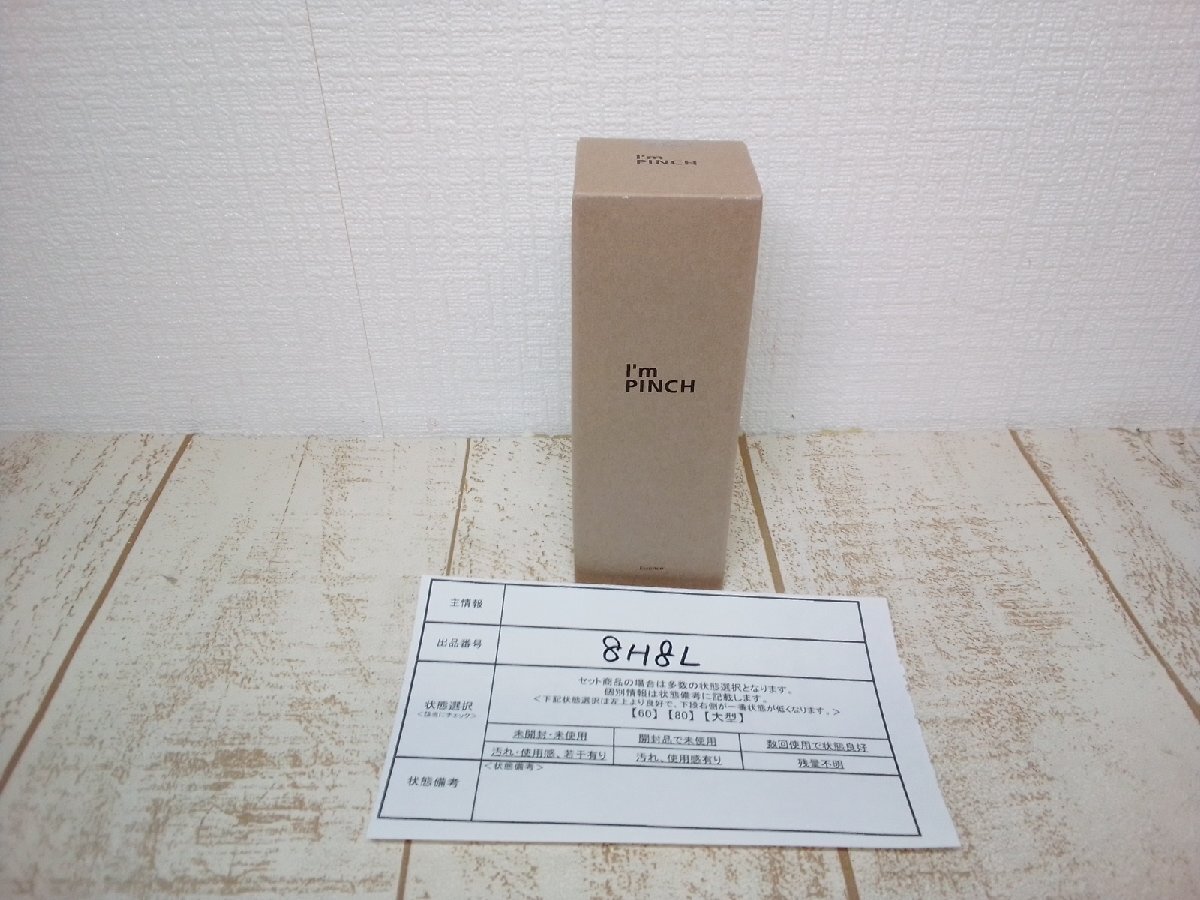 I'm
PINCH
I'm
PINCH
Essence
主情報
出品番号
8H8L
状態選択
セット商品の場合は多数の状態選択となります。
個別情報は状態備考に記載します。
<下記状態選択は左上より良好で、下段右側が一番状態が低くなります。>
【60】【80】【大型】
未開封・未使用 開封品で未使用 数回使用で状態良好
汚れ・使用感、若干有り 汚れ、使用感有り 残量不明
状態備考
<状態備考>